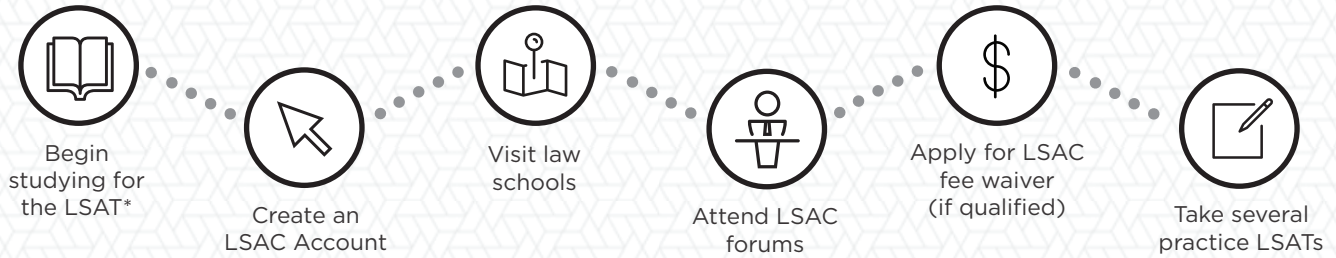 Begin
studying for
the LSAT*
Create an
LSAC Account
Visit law
schools
Attend LSAC
forums
$
Apply for LSAC
fee waiver
(if qualified)
Take several
practice LSATs